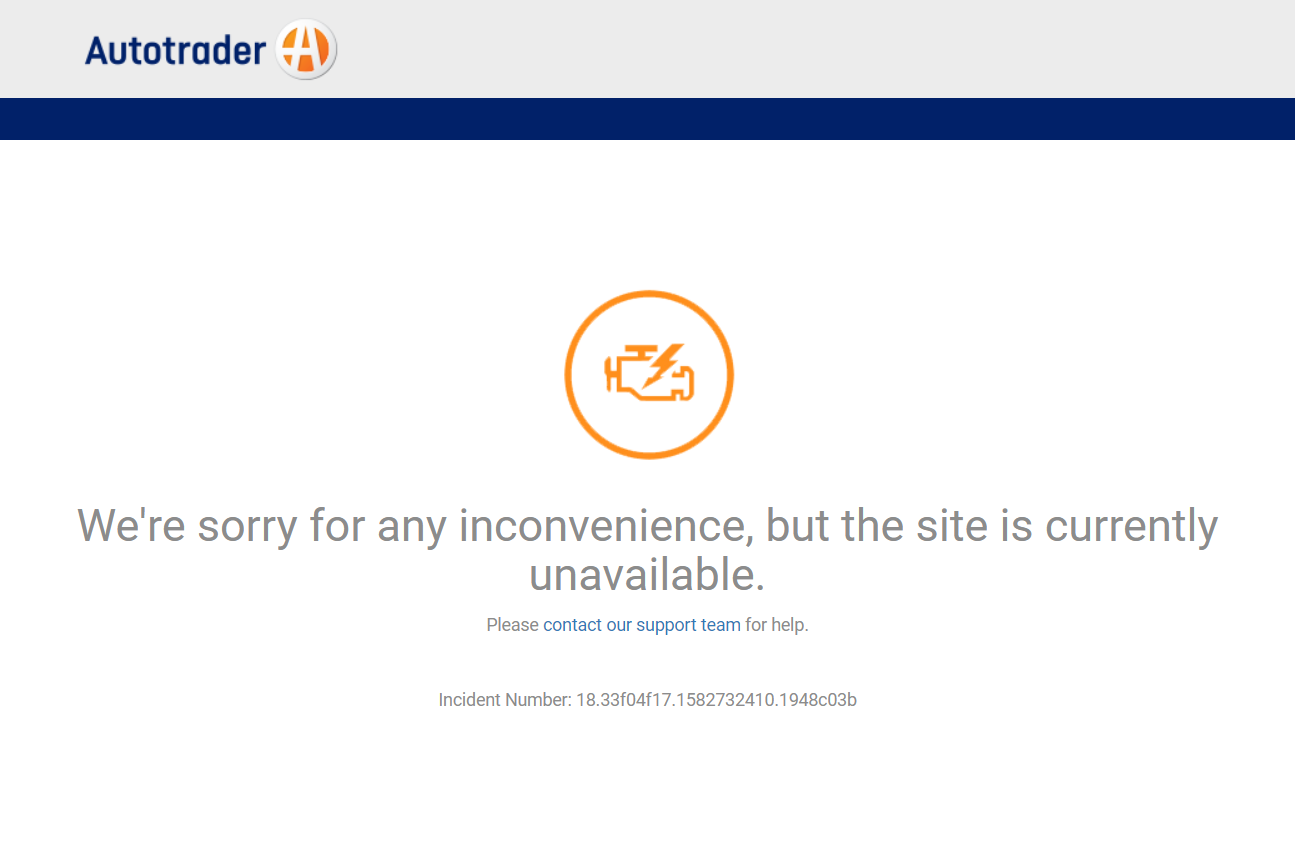 Autotrader
We're sorry for any inconvenience, but the site is currently
unavailable.
Please contact our support team for help.
Incident Number: 18.33f04f17.1582732410.1948c03b